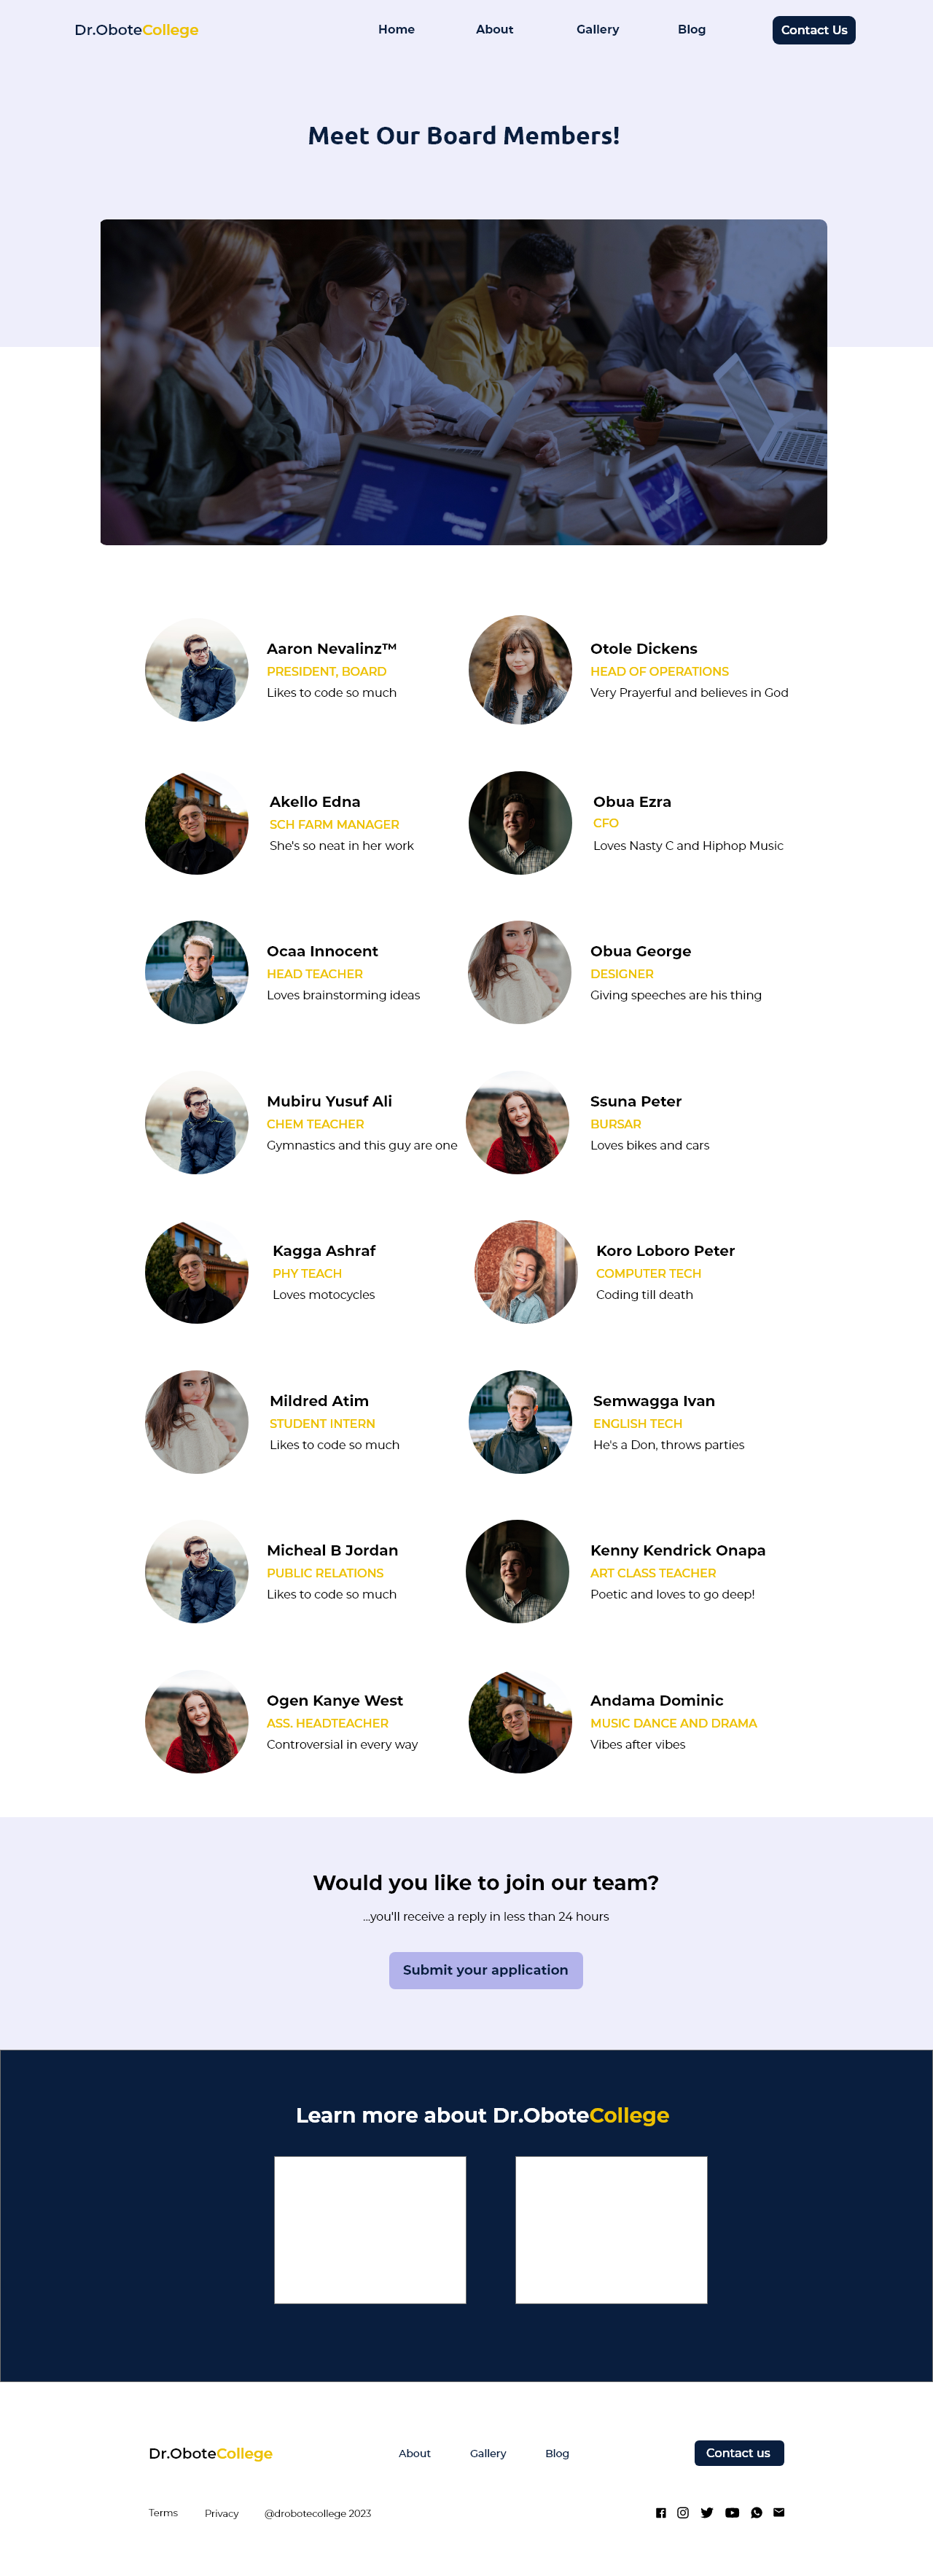 Dr.OboteCollege
Home
About
Gallery
Blog
Contact Us
Meet Our Board Members!
Aaron Nevalinz™
PRESIDENT, BOARD
Likes to code so much
Otole Dickens
HEAD OF OPERATIONS
Very Prayerful and believes in God
Akello Edna
SCH FARM MANAGER
She's so neat in her work
Obua Ezra
CFO
Loves Nasty C and Hiphop Music
Ocaa Innocent
HEAD TEACHER
Loves brainstorming ideas
Obua George
DESIGNER
Giving speeches are his thing
Mubiru Yusuf Ali
CHEM TEACHER
Gymnastics and this guy are one
Ssuna Peter
BURSAR
Loves bikes and cars
Kagga Ashraf
PHY TEACH
Loves motocycles
Koro Loboro Peter
COMPUTER TECH
Coding till death
Mildred Atim
STUDENT INTERN
Likes to code so much
Semwagga Ivan
ENGLISH TECH
He's a Don, throws parties
Micheal B Jordan
PUBLIC RELATIONS
Likes to code so much
Kenny Kendrick Onapa
ART CLASS TEACHER
Poetic and loves to go deep!
Ogen Kanye West
ASS. HEADTEACHER
Controversial in every way
Andama Dominic
MUSIC DANCE AND DRAMA
Vibes after vibes
Would you like to join our team?
...you'll receive a reply in less than 24 hours
Submit your application
Learn more about Dr.OboteCollege
Dr.OboteCollege
About
Gallery
Blog
Contact us
Terms
Privacy
@drobotecollege 2023